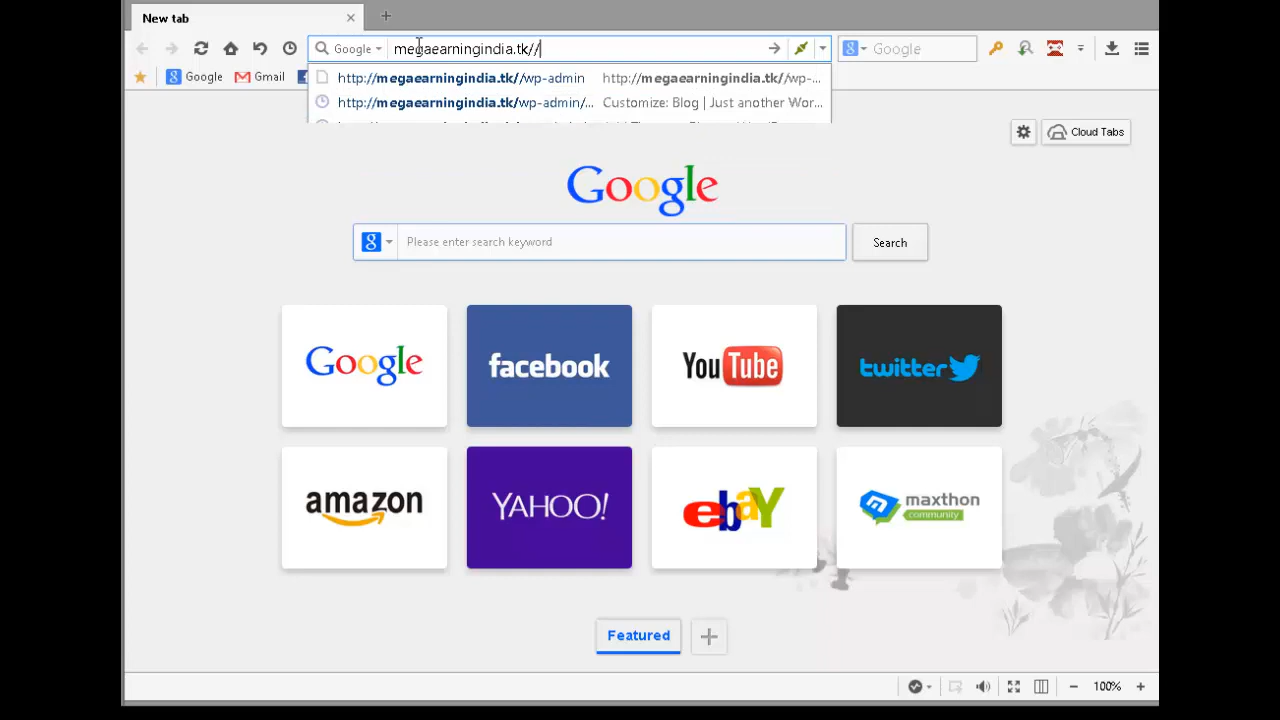 New tab
Google megaearningindia.tk// Google
Google Gmail
http://megaearningindia.tk//wp-admin http://megaearningindia.tk//wp-...
http://megaearningindia.tk/wp-admin/... Customize: Blog | Just another Wor...
Cloud Tabs
Google
Please enter search keyword Search
Google facebook YouTube twitter
amazon YAHOO! ebaY maxthon community
Featured
100%